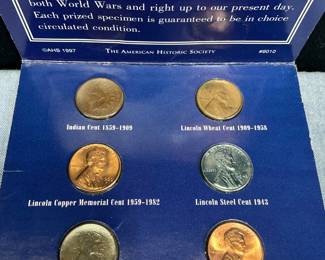 both World Wars and right up to our present day.
Each prized specimen is guaranteed to be in choice
circulated condition.
©AHS 1997 THE AMERICAN HISTORIC SOCIETY #9010
Indian Cent 1859-1909 Lincoln Wheat Cent 1909-1958
Lincoln Copper Memorial Cent 1959-1982 Lincoln Steel Cent 1943